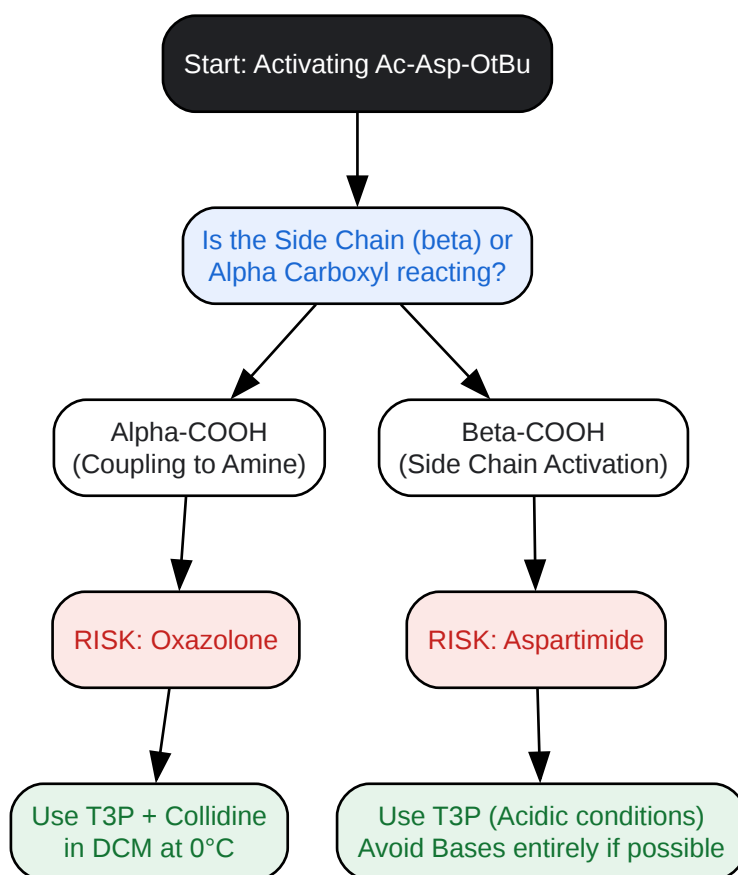 Start: Activating Ac-Asp-OtBu
Is the Side Chain (beta) or
Alpha Carboxyl reacting?
Alpha-COOH
(Coupling to Amine)
Beta-COOH
(Side Chain Activation)
RISK: Oxazolone
RISK: Aspartimide
Use T3P + Collidine
in DCM at 0°C
Use T3P (Acidic conditions)
Avoid Bases entirely if possible